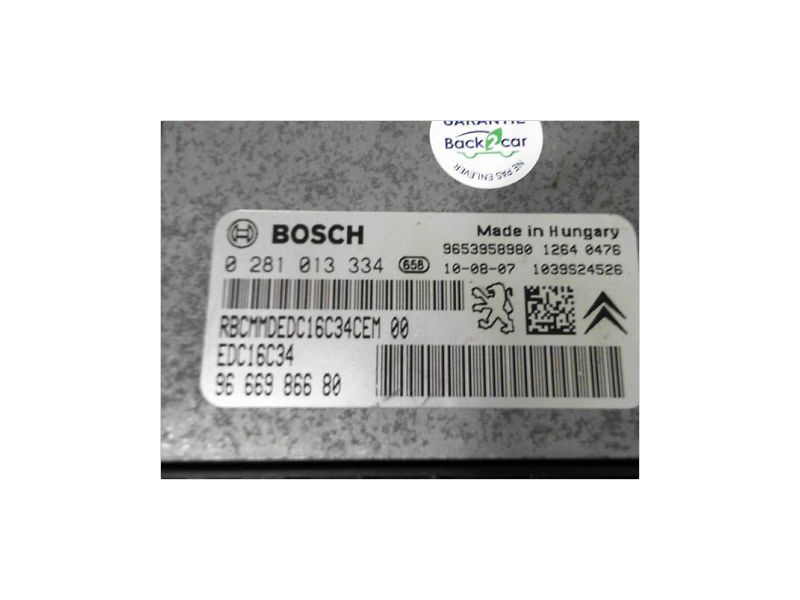 GARANTIE
Back2car
NE PAS ENLEVER
BOSCH
Made in Hungary
9653958980 1264 0476
0 281 013 334 658
10-08-07 1039S24526
RBCMMDEDC16C34CEM 00
EDC16C34
96 669 866 80